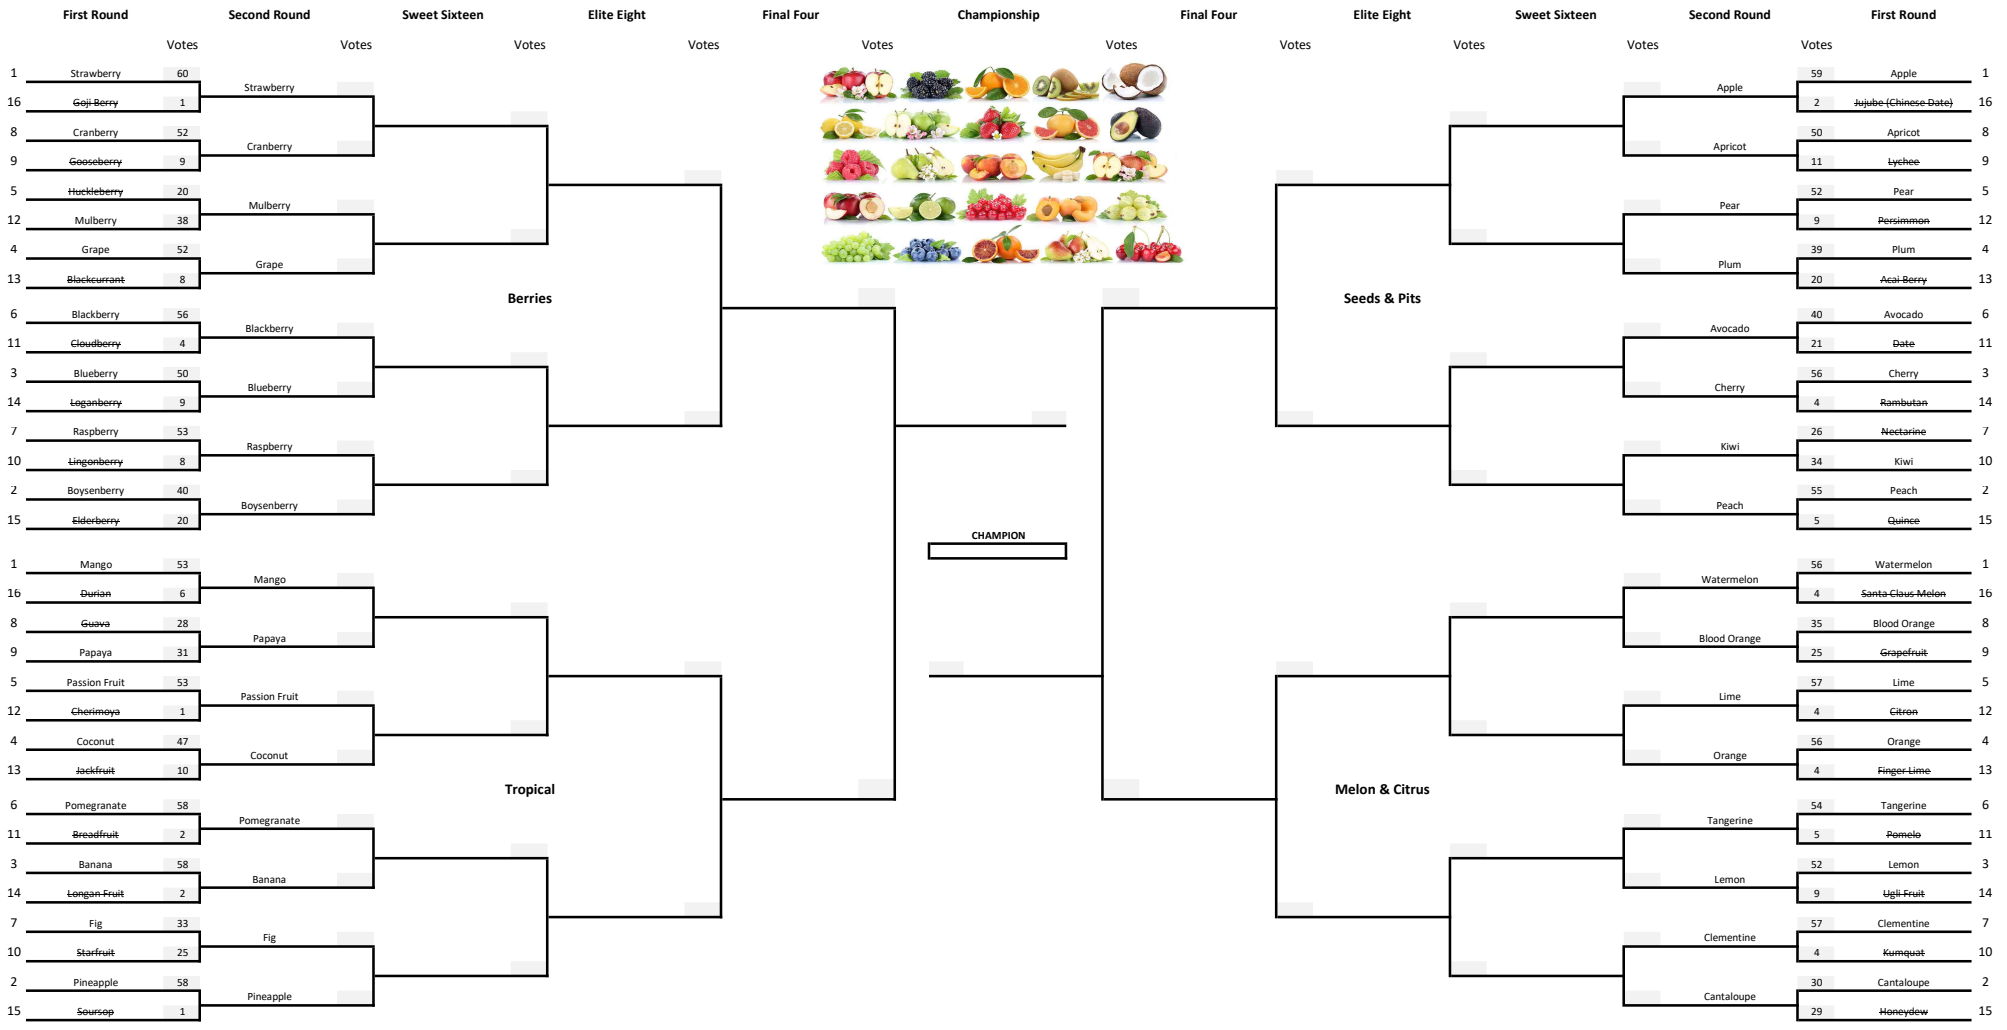 First Round Second Round Sweet Sixteen Elite Eight Final Four Championship Final Four Elite Eight Sweet Sixteen Second Round First Round
Votes Votes Votes Votes Votes Votes Votes Votes Votes Votes
1 Strawberry 60
Strawberry
16 Goji Berry 1
8 Cranberry 52
Cranberry
9 Gooseberry 9
5 Huckleberry 20
Mulberry
12 Mulberry 38
4 Grape 52
Grape
13 Blackcurrant 8
Berries
6 Blackberry 56
Blackberry
11 Cloudberry 4
3 Blueberry 50
Blueberry
14 Loganberry 9
7 Raspberry 53
Raspberry
10 Lingonberry 8
2 Boysenberry 40
Boysenberry
15 Elderberry 20
1 Mango 53
Mango
16 Durian 6
8 Guava 28
Papaya
9 Papaya 31
5 Passion Fruit 53
Passion Fruit
12 Cherimoya 1
4 Coconut 47
Coconut
13 Jackfruit 10
Tropical
6 Pomegranate 58
Pomegranate
11 Breadfruit 2
3 Banana 58
Banana
14 Longan Fruit 2
7 Fig 33
Fig
10 Starfruit 25
2 Pineapple 58
Pineapple
15 Soursop 1
CHAMPION
59 Apple 1
Apple
2 Jujube (Chinese Date) 16
50 Apricot 8
Apricot
11 Lychee 9
52 Pear 5
Pear
9 Persimmon 12
39 Plum 4
Plum
20 Acai Berry 13
Seeds & Pits
40 Avocado 6
Avocado
21 Date 11
56 Cherry 3
Cherry
4 Rambutan 14
26 Nectarine 7
Kiwi
34 Kiwi 10
55 Peach 2
Peach
5 Quince 15
56 Watermelon 1
Watermelon
4 Santa Claus Melon 16
35 Blood Orange 8
Blood Orange
25 Grapefruit 9
57 Lime 5
Lime
4 Citron 12
56 Orange 4
Orange
4 Finger Lime 13
Melon & Citrus
54 Tangerine 6
Tangerine
5 Pomelo 11
52 Lemon 3
Lemon
9 Ugli Fruit 14
57 Clementine 7
Clementine
4 Kumquat 10
30 Cantaloupe 2
Cantaloupe
29 Honeydew 15